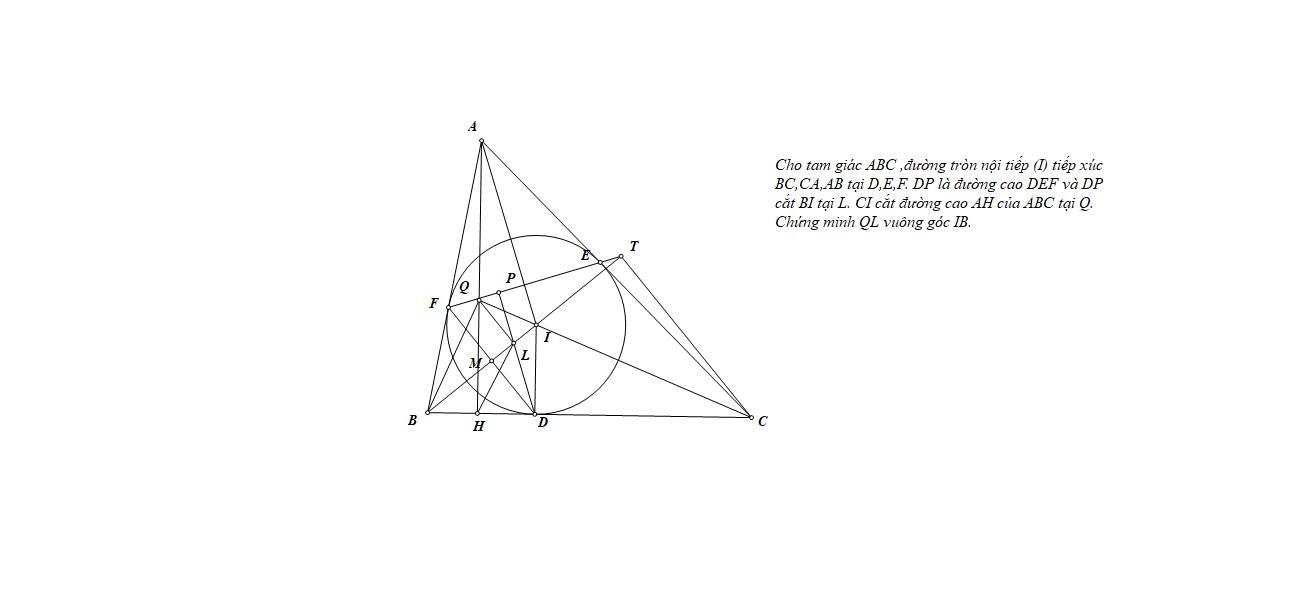 A
Cho tam giác ABC ,đường tròn nội tiếp (I) tiếp xúc
BC,CA,AB tại D,E,F. DP là đường cao DEF và DP
cắt BI tại L. CI cắt đường cao AH của ABC tại Q.
Chứng minh QL vuông góc IB.
T
E
P
Q
F
I
L
M
B
H
D
C